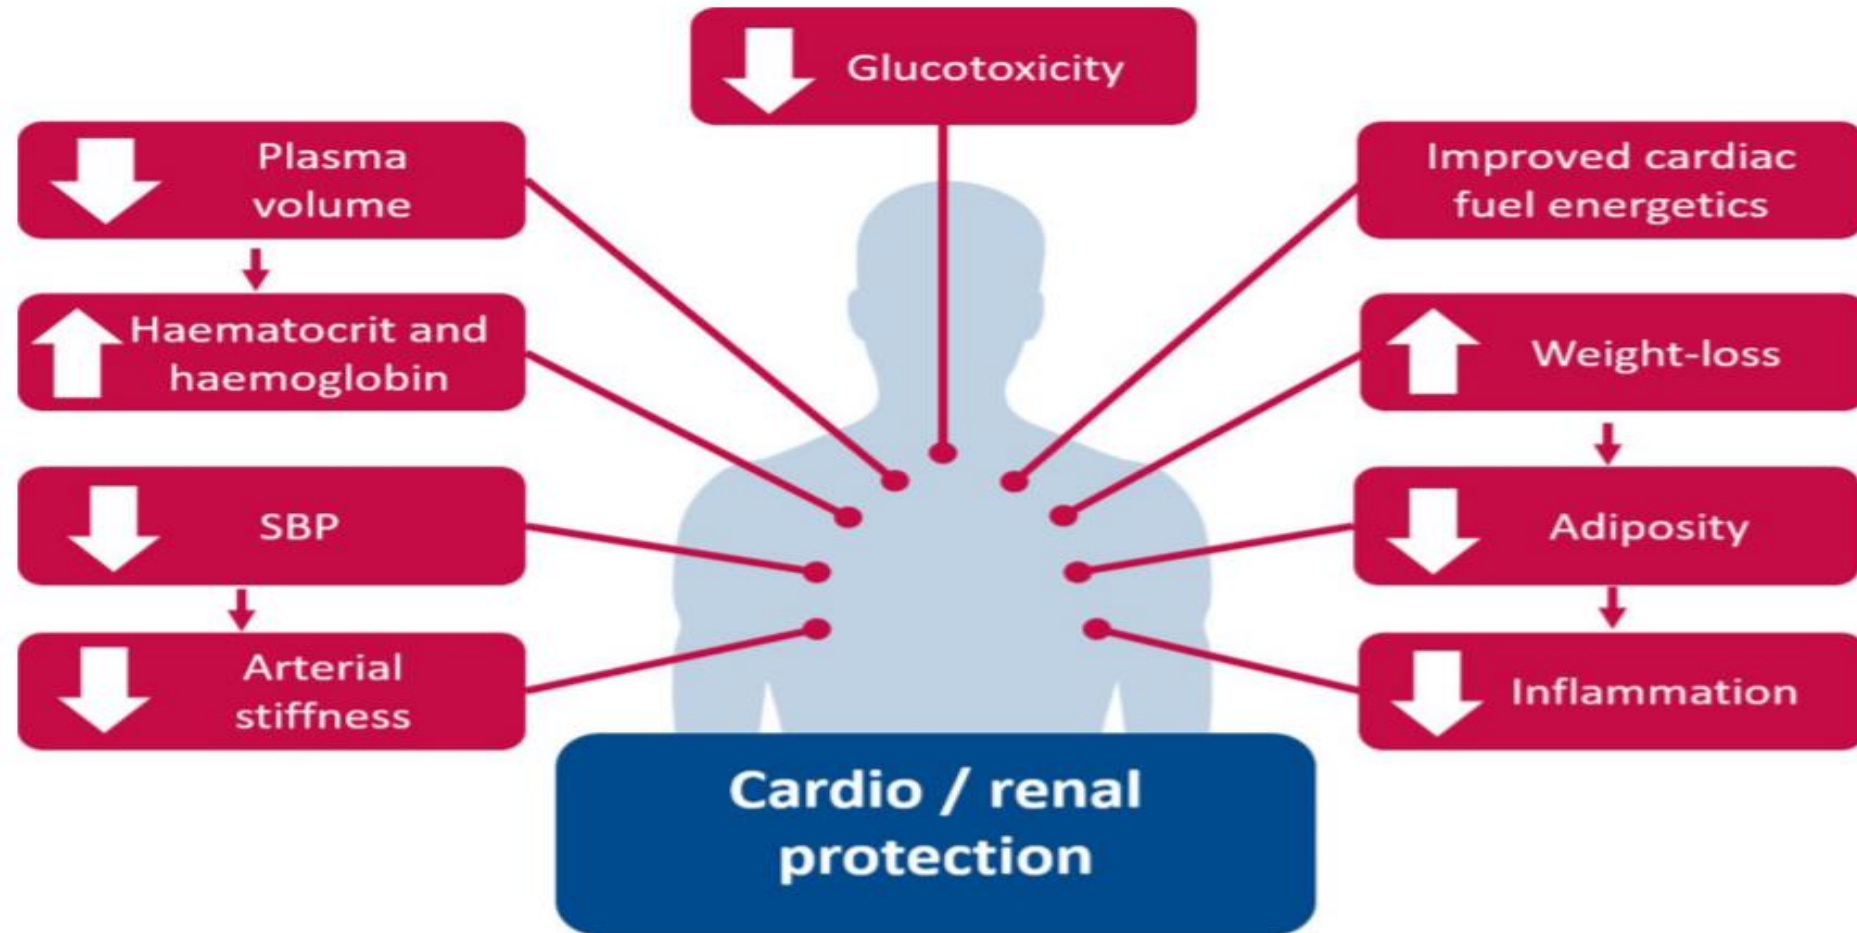 Glucotoxicity
Plasma
volume
Haematocrit and
haemoglobin
SBP
Arterial
stiffness
Improved cardiac
fuel energetics
Weight-loss
Adiposity
Inflammation
Cardio / renal
protection